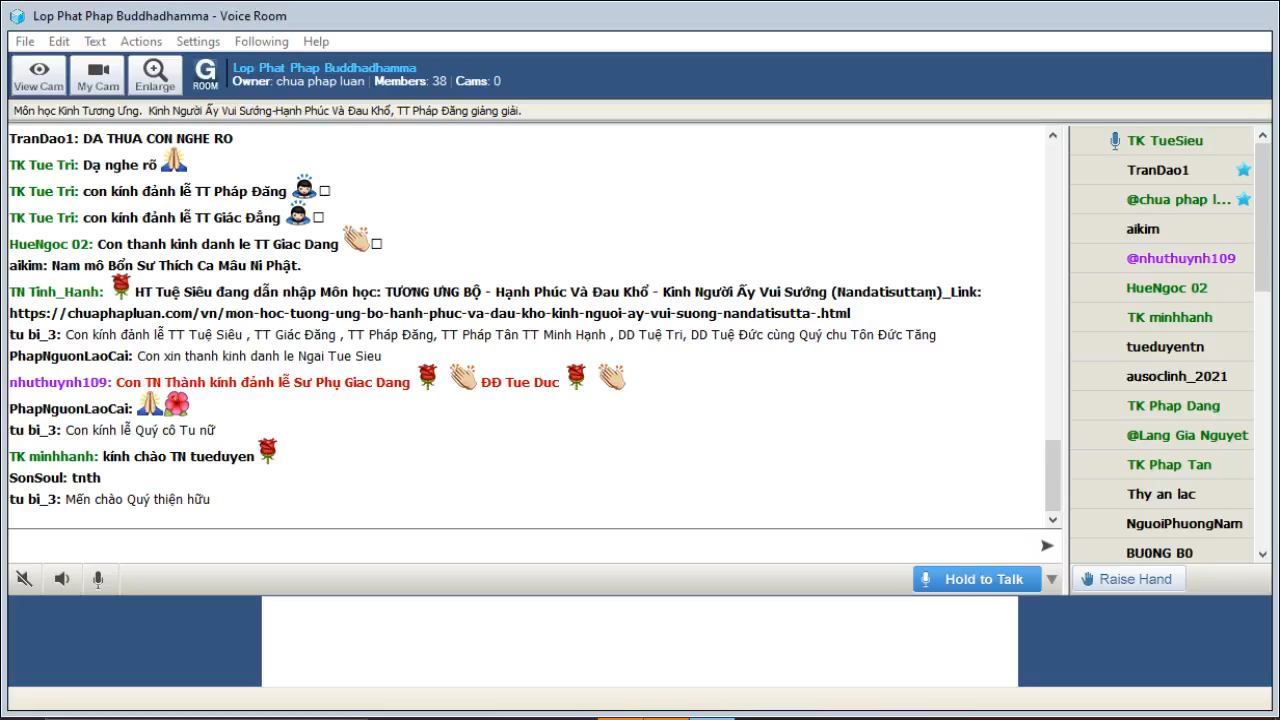 Lop Phat Phap Buddhadhamma - Voice Room
File Edit Text Actions Settings Following Help
View Cam My Cam Enlarge G ROOM
Lop Phat Phap Buddhadhamma
Owner: chua phap luan | Members: 38 | Cams: 0
Môn học Kinh Tương Ưng. Kinh Người Ấy Vui Sướng-Hạnh Phúc Và Đau Khổ, TT Pháp Đăng giảng giải.
TranDao1: DA THUA CON NGHE RO
TK Tue Tri: Dạ nghe rõ
TK Tue Tri: con kính đảnh lễ TT Pháp Đăng
TK Tue Tri: con kính đảnh lễ TT Giác Đẳng
HueNgoc 02: Con thanh kinh danh le TT Giac Dang
aikim: Nam mô Bổn Sư Thích Ca Mâu Ni Phật.
TN Tinh_Hanh: HT Tuệ Siêu đang dẫn nhập Môn học: TƯƠNG ƯNG BỘ - Hạnh Phúc Và Đau Khổ - Kinh Người Ấy Vui Sướng (Nandatisuttaṃ)_Link:
https://chuaphapluan.com/vn/mon-hoc-tuong-ung-bo-hanh-phuc-va-dau-kho-kinh-nguoi-ay-vui-suong-nandatisutta-.html
tu bi_3: Con kính đảnh lễ TT Tuệ Siêu , TT Giác Đăng , TT Pháp Đăng, TT Pháp Tân TT Minh Hạnh , DD Tuệ Tri, DD Tuệ Đức cùng Quý chu Tôn Đức Tăng
PhapNguonLaoCai: Con xin thanh kinh danh le Ngai Tue Sieu
nhuthuynh109: Con TN Thành kính đảnh lễ Sư Phụ Giac Dang ĐĐ Tue Duc
PhapNguonLaoCai:
tu bi_3: Con kính lễ Quý cô Tu nữ
TK minhhanh: kính chào TN tueduyen
SonSoul: tnth
tu bi_3: Mến chào Quý thiện hữu
TK TueSieu
TranDao1
@chua phap l...
aikim
@nhuthuynh109
HueNgoc 02
TK minhhanh
tueduyentn
ausoclinh_2021
TK Phap Dang
@Lang Gia Nguyet
TK Phap Tan
Thy an lac
NguoiPhuongNam
BU0NG B0
Hold to Talk
Raise Hand